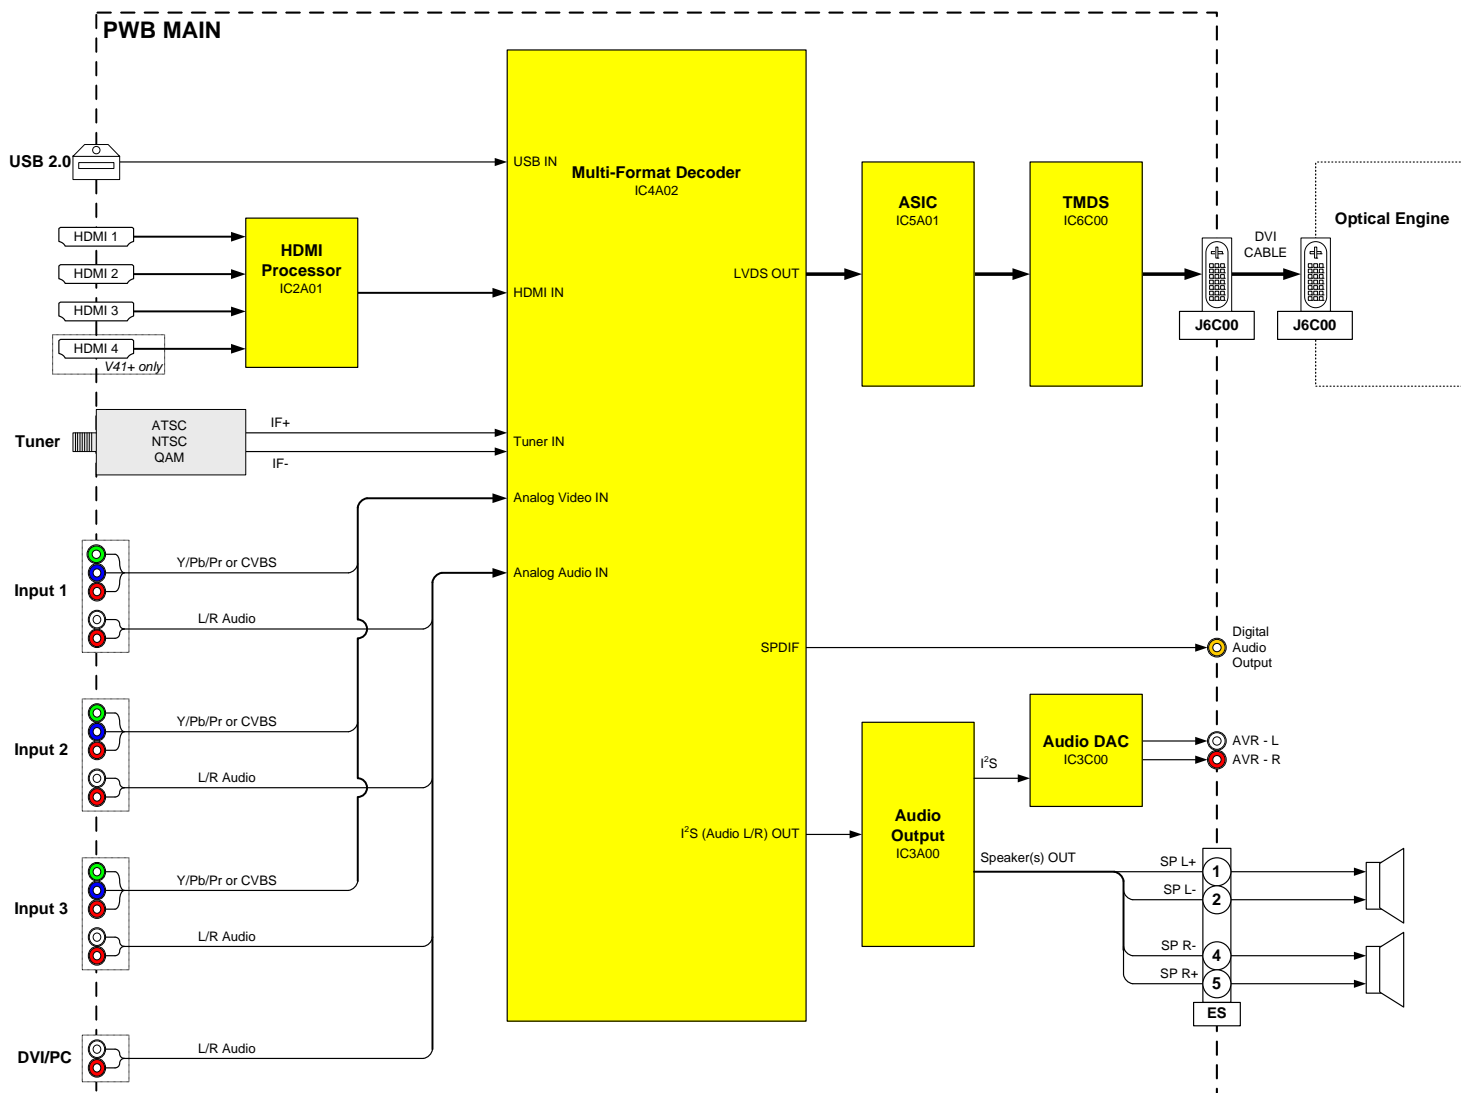 PWB MAIN
USB 2.0
USB IN
Multi-Format Decoder
IC4A02
HDMI 1
HDMI 2
HDMI 3
HDMI 4
V41+ only
HDMI
Processor
IC2A01
HDMI IN
LVDS OUT
ASIC
IC5A01
TMDS
IC6C00
DVI
CABLE
J6C00
J6C00
Optical Engine
Tuner
ATSC
NTSC
QAM
IF+
IF-
Tuner IN
Analog Video IN
Analog Audio IN
Input 1
Y/Pb/Pr or CVBS
L/R Audio
Input 2
Y/Pb/Pr or CVBS
L/R Audio
Input 3
Y/Pb/Pr or CVBS
L/R Audio
DVI/PC
L/R Audio
SPDIF
Digital
Audio
Output
I²S (Audio L/R) OUT
Audio
Output
IC3A00
I²S
Audio DAC
IC3C00
AVR - L
AVR - R
Speaker(s) OUT
SP L+
1
SP L-
2
SP R-
4
SP R+
5
ES